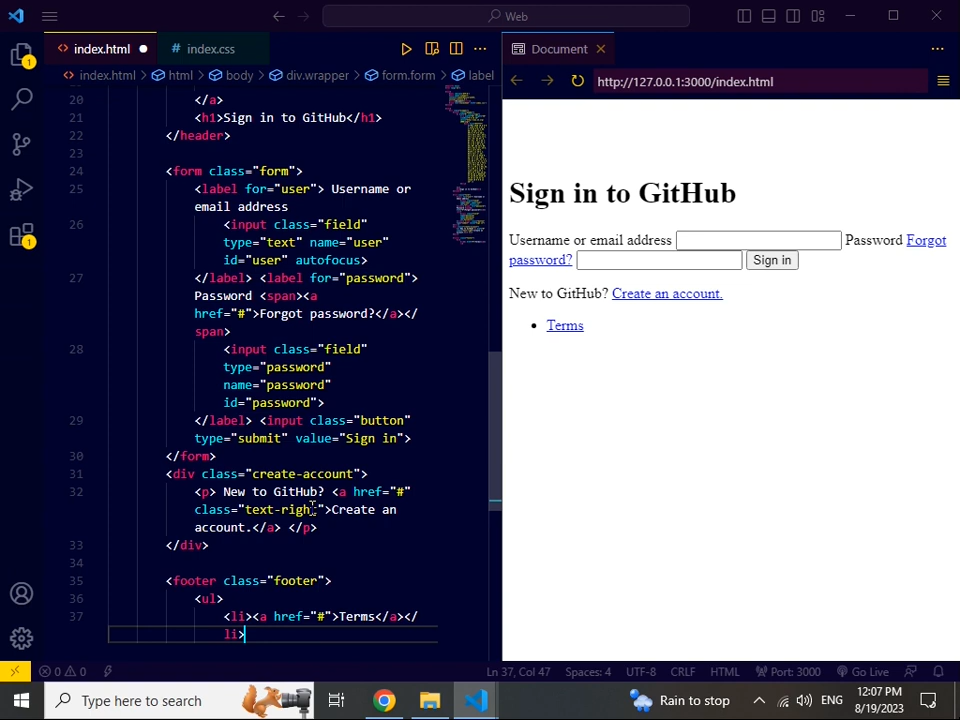 Web
index.html
# index.css
Document
index.html > html > body > div.wrapper > form.form > label
http://127.0.0.1:3000/index.html
20 </a>
21 <h1>Sign in to GitHub</h1>
22 </header>
23
24 <form class="form">
25 <label for="user"> Username or
email address
26 <input class="field"
type="text" name="user"
id="user" autofocus>
27 </label> <label for="password">
Password <span><a
href="#">Forgot password?</a></
span>
28 <input class="field"
type="password"
name="password"
id="password">
29 </label> <input class="button"
type="submit" value="Sign in">
30 </form>
31 <div class="create-account">
32 <p> New to GitHub? <a href="#"
class="text-right">Create an
account.</a> </p>
33 </div>
34
35 <footer class="footer">
36 <ul>
37 <li><a href="#">Terms</a></
li>
Sign in to GitHub
Username or email address Password Forgot
password? Sign in
New to GitHub? Create an account.
• Terms
1
1
0 0 Ln 37, Col 47 Spaces: 4 UTF-8 CRLF HTML Port: 3000 Go Live
Type here to search
Rain to stop
ENG
12:07 PM
8/19/2023